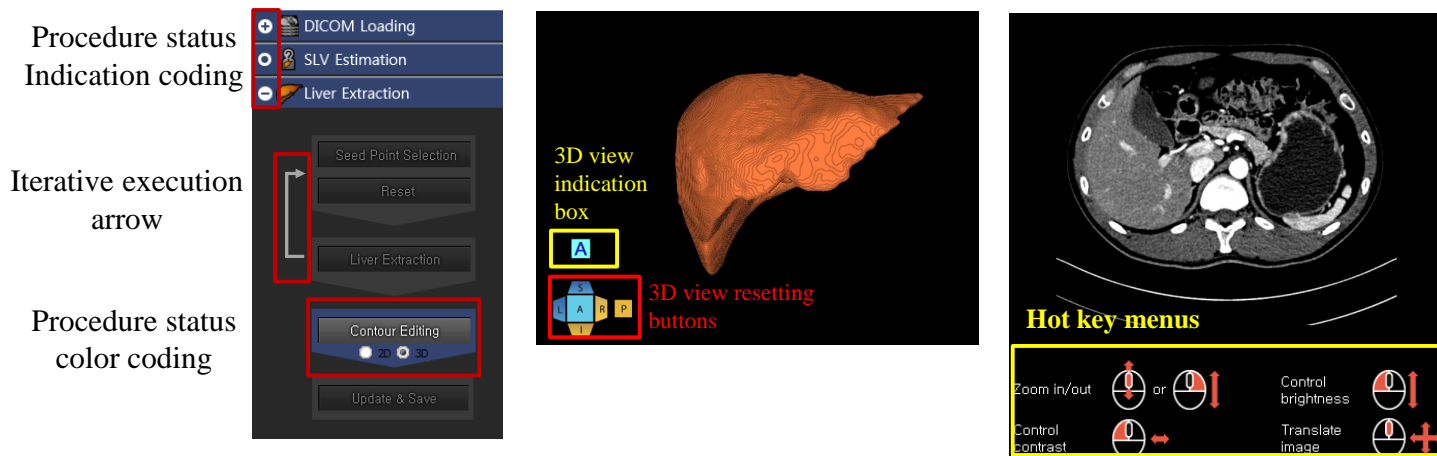 Procedure status
Indication coding
Iterative execution
arrow
Procedure status
color coding
DICOM Loading
SLV Estimation
Liver Extraction
Seed Point Selection
Reset
Liver Extraction
Contour Editing
2D 3D
Update & Save
3D view
indication
box
A
S
L A R P
I
3D view resetting
buttons
Hot key menus
Zoom in/out or
Control
brightness
Control
contrast
Translate
image